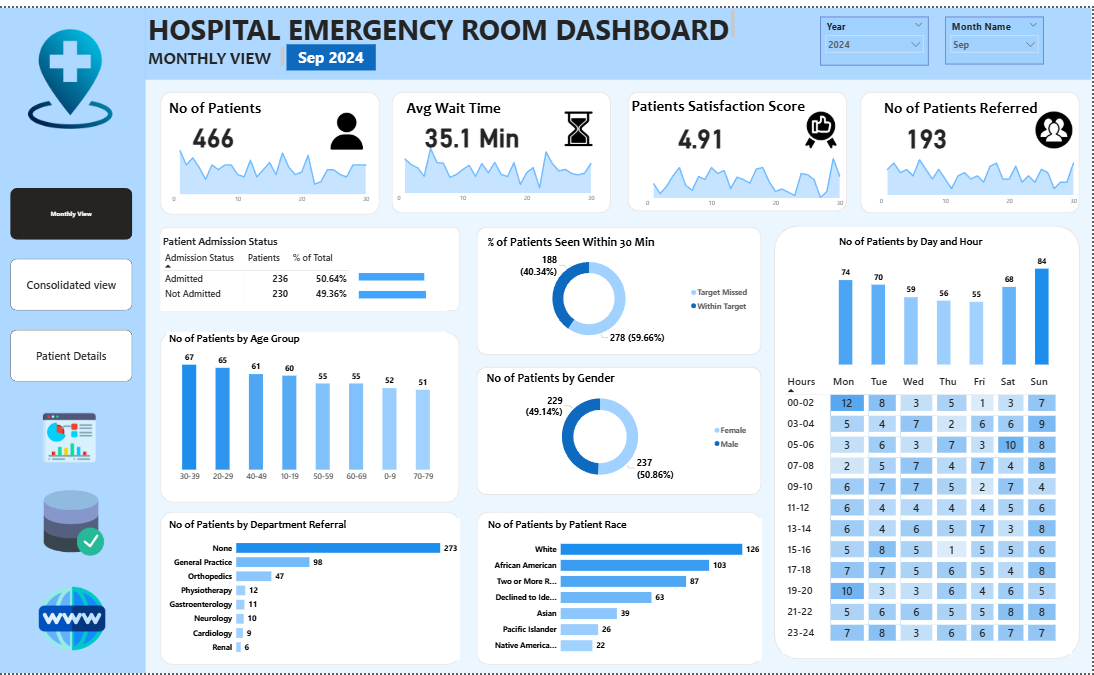 HOSPITAL EMERGENCY ROOM DASHBOARD
MONTHLY VIEW Sep 2024
Year
2024
Month Name
Sep
Monthly View
Consolidated view
Patient Details
WWW
No of Patients
466
0 10 20 30
Avg Wait Time
35.1 Min
0 10 20 30
Patients Satisfaction Score
4.91
0 10 20 30
No of Patients Referred
193
0 10 20 30
Patient Admission Status
Admission Status Patients % of Total
Admitted 236 50.64%
Not Admitted 230 49.36%
No of Patients by Age Group
67 65 61 60 55 55 52 51
30-39 20-29 40-49 10-19 50-59 60-69 0-9 70-79
% of Patients Seen Within 30 Min
188
(40.34%)
278 (59.66%)
Target Missed
Within Target
No of Patients by Gender
229
(49.14%)
237
(50.86%)
Female
Male
No of Patients by Department Referral
None 273
General Practice 98
Orthopedics 47
Physiotherapy 12
Gastroenterology 11
Neurology 10
Cardiology 9
Renal 6
No of Patients by Patient Race
White 126
African American 103
Two or More R... 87
Declined to Ide... 63
Asian 39
Pacific Islander 26
Native America... 22
No of Patients by Day and Hour
74 70 59 56 55 68 84
Hours Mon Tue Wed Thu Fri Sat Sun
00-02 12 8 3 5 1 3 7
03-04 5 4 7 2 6 6 9
05-06 3 6 3 7 3 10 8
07-08 2 5 7 4 7 4 8
09-10 6 7 7 5 2 7 4
11-12 6 4 4 4 4 5 6
13-14 6 4 6 5 7 3 8
15-16 5 8 5 1 5 5 6
17-18 7 7 5 6 5 4 8
19-20 10 3 3 6 4 6 5
21-22 5 6 6 5 5 8 8
23-24 7 8 3 6 6 7 7